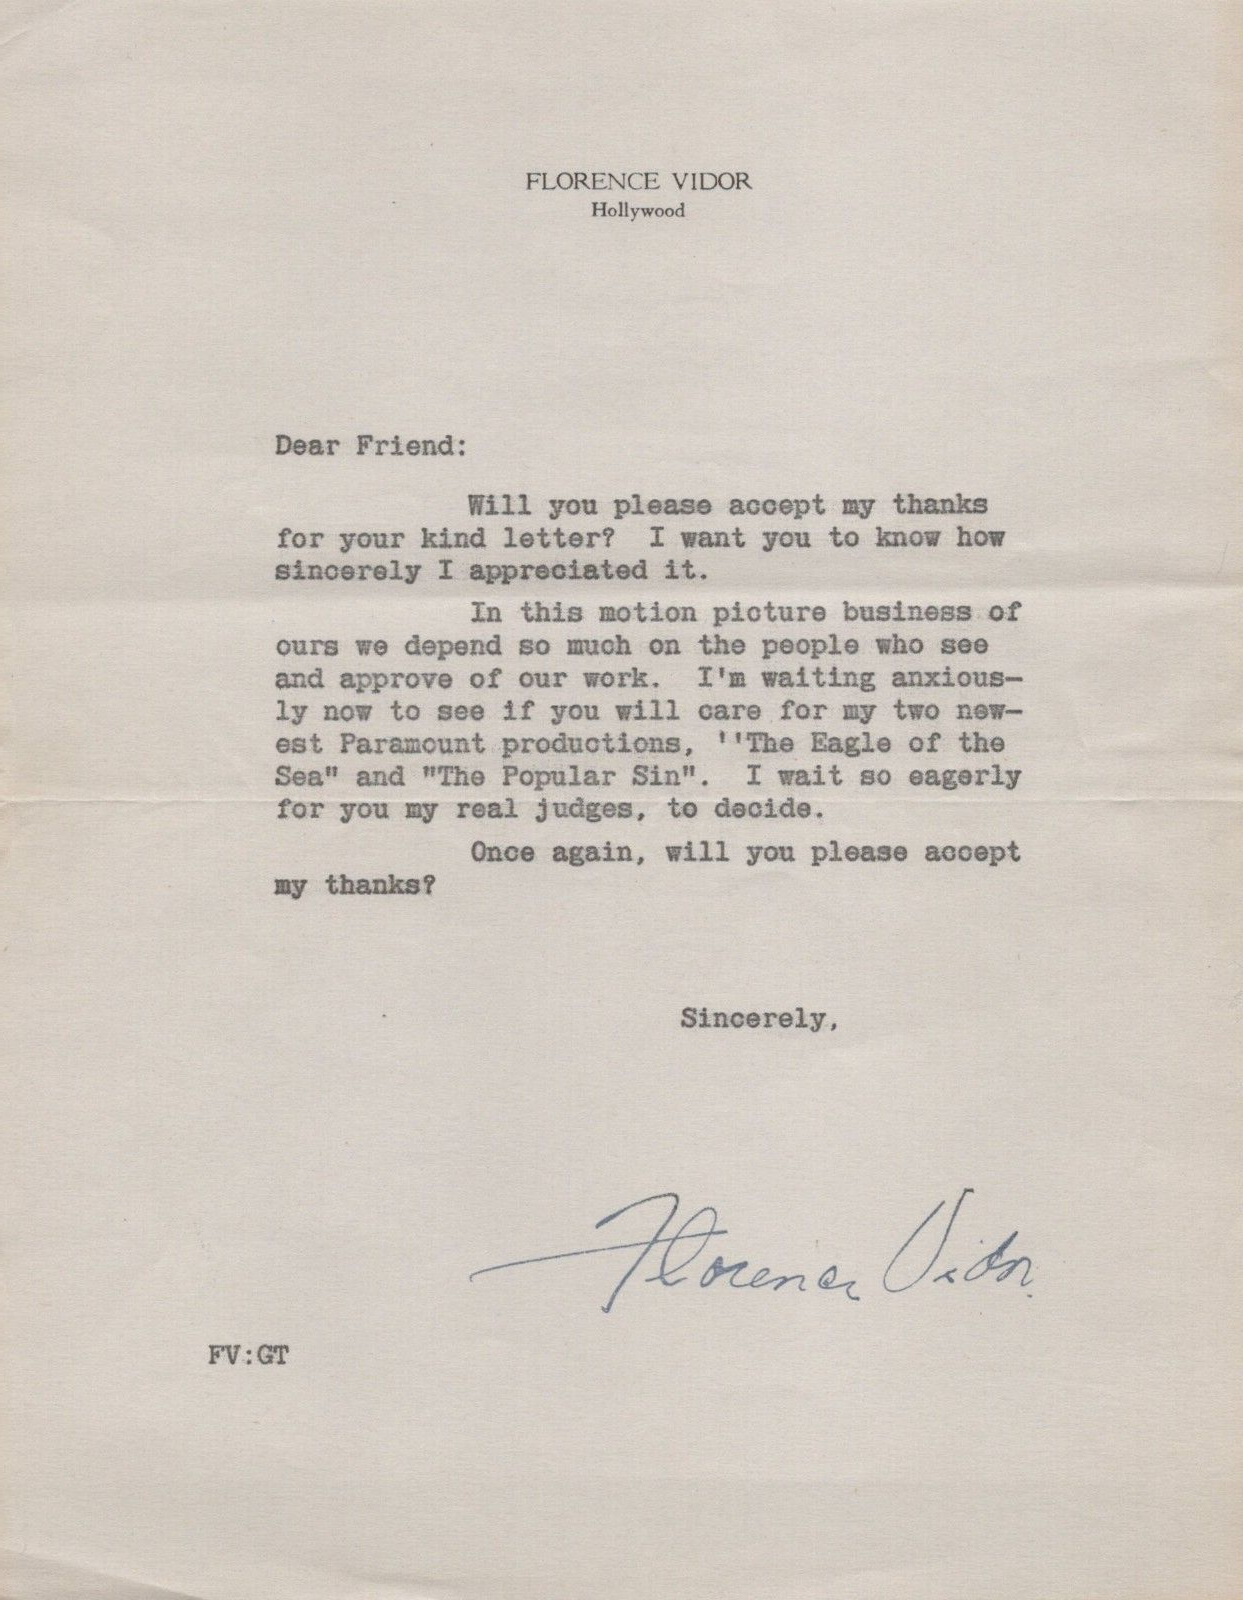 FLORENCE VIDOR
Hollywood
Dear Friend:
Will you please accept my thanks
for your kind letter? I want you to know how
sincerely I appreciated it.
In this motion picture business of
ours we depend so much on the people who see
and approve of our work. I'm waiting anxious-
ly now to see if you will care for my two new-
est Paramount productions, ''The Eagle of the
Sea" and "The Popular Sin". I wait so eagerly
for you my real judges, to decide.
Once again, will you please accept
my thanks?
Sincerely,
Florence Vidor.
FV:GT